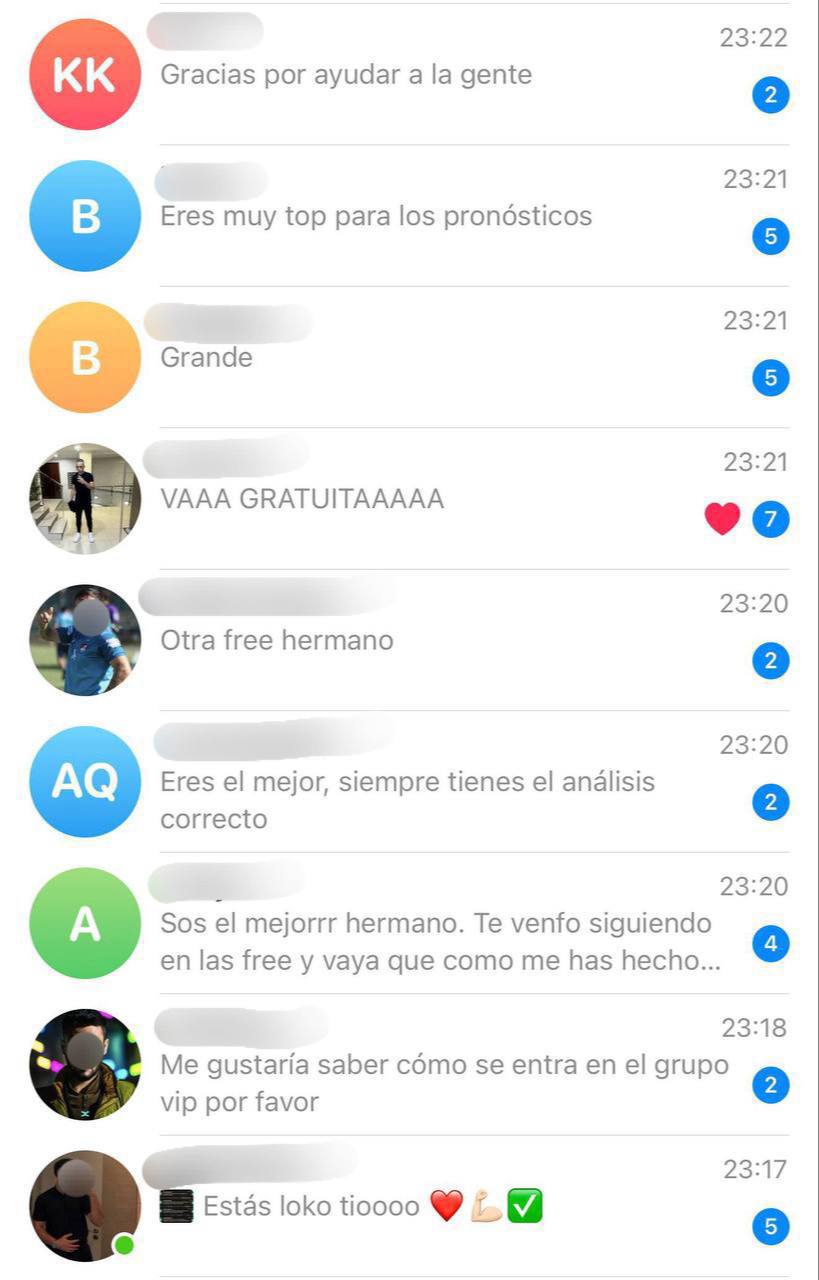 KK
23:22
Gracias por ayudar a la gente
2
B
23:21
Eres muy top para los pronósticos
5
B
23:21
Grande
5
23:21
VAAA GRATUITAAAAA
❤️ 7
23:20
Otra free hermano
2
AQ
23:20
Eres el mejor, siempre tienes el análisis
correcto
2
A
23:20
Sos el mejorrr hermano. Te venfo siguiendo
en las free y vaya que como me has hecho...
4
23:18
Me gustaría saber cómo se entra en el grupo
vip por favor
2
23:17
Estás loko tioooo ❤️💪🏻✅
5